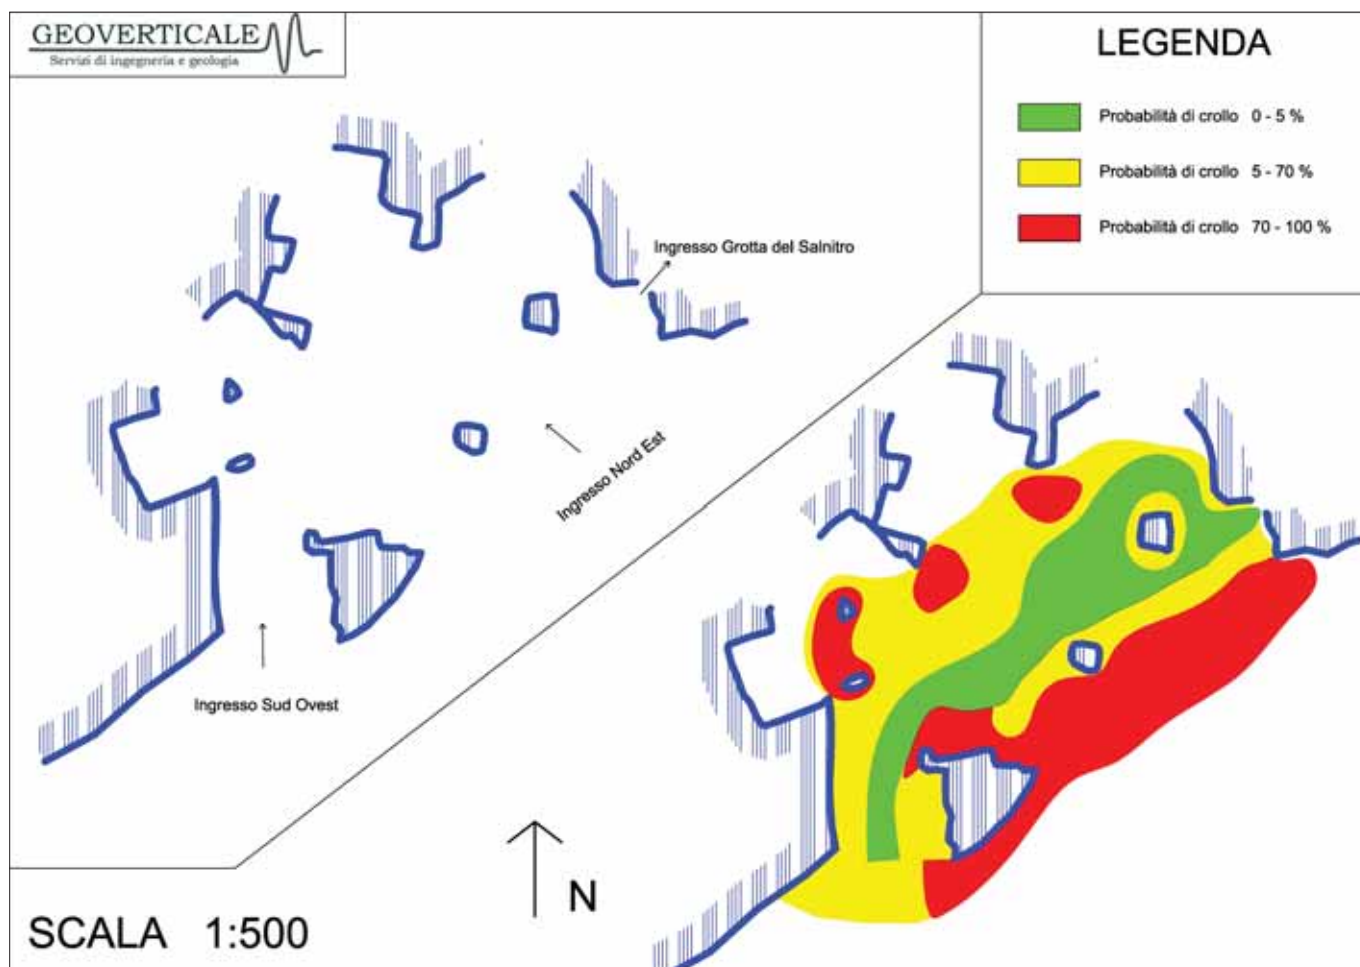 GEOVERTICALE
Servizi di ingegneria e geologia
LEGENDA
Probabilità di crollo 0 - 5 %
Probabilità di crollo 5 - 70 %
Probabilità di crollo 70 - 100 %
Ingresso Grotta del Salnitro
Ingresso Nord Est
Ingresso Sud Ovest
N
SCALA 1:500